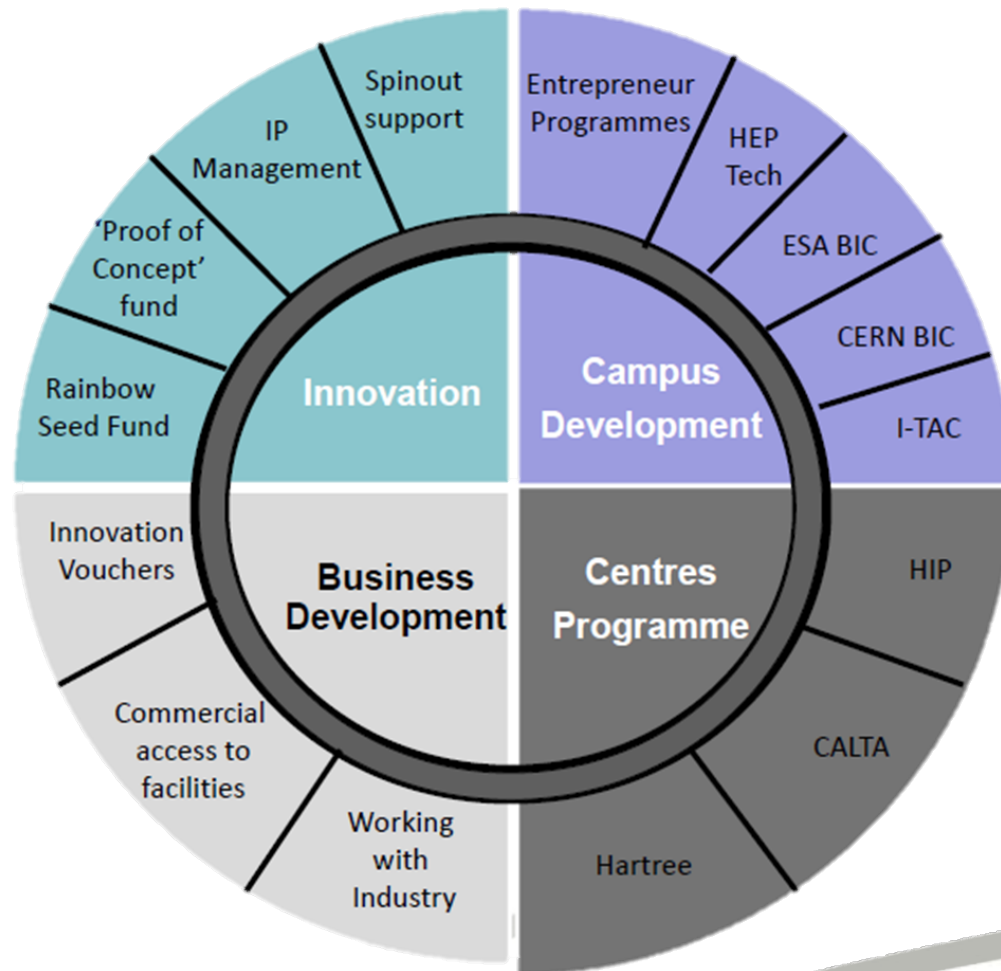 Spinout
support
IP
Management
‘Proof of
Concept’
fund
Rainbow
Seed Fund
Innovation
Entrepreneur
Programmes
HEP
Tech
ESA BIC
CERN BIC
I-TAC
Campus
Development
Innovation
Vouchers
Commercial
access to
facilities
Working
with
Industry
Business
Development
Centres
Programme
HIP
CALTA
Hartree